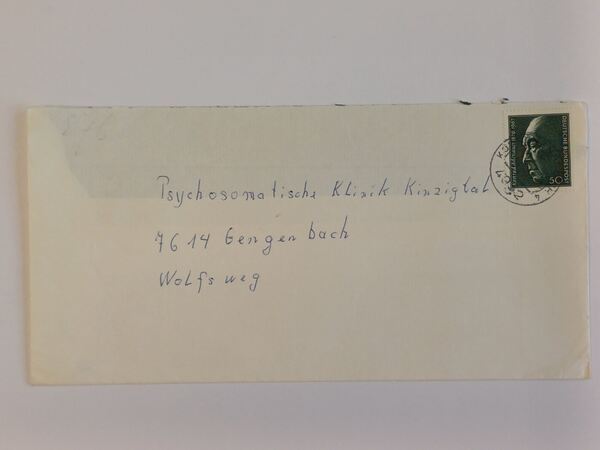 Psychosomatische Klinik Kinzigtal
7614 Gengenbach
Wolfsweg
DEUTSCHE BUNDESPOST
50